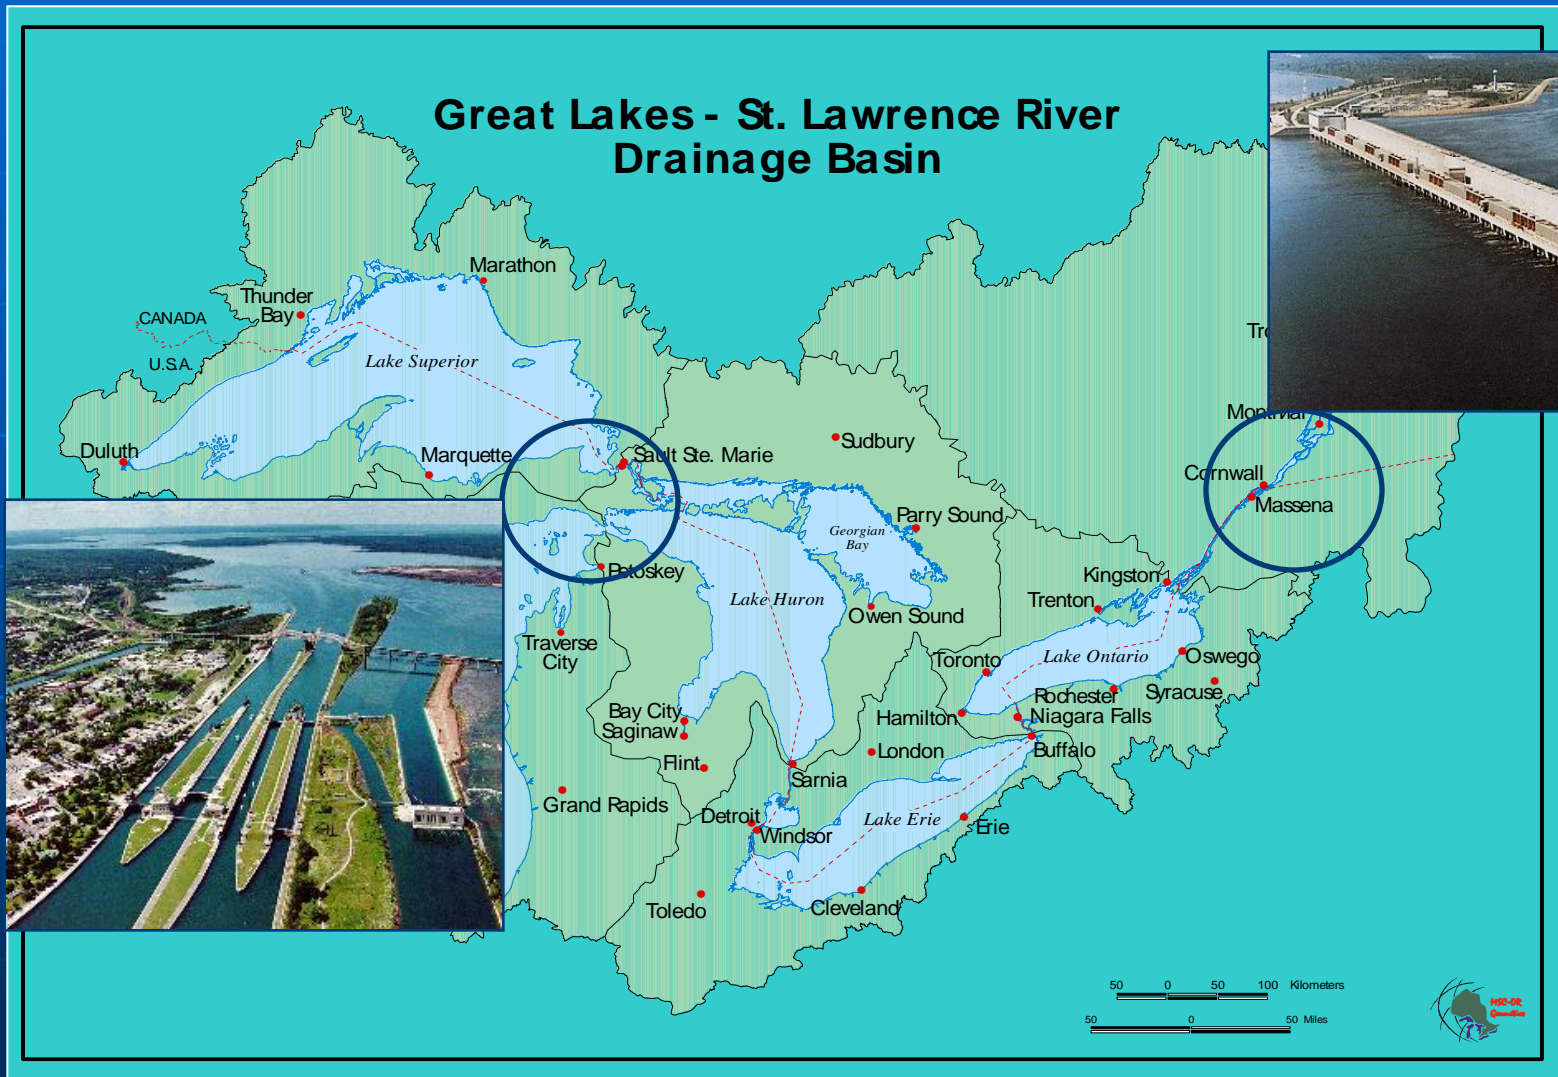 Great Lakes - St. Lawrence River
Drainage Basin
Marathon
Thunder
Bay
CANADA
U.S.A.
Lake Superior
Duluth
Marquette
Sault Ste. Marie
Sudbury
Montréal
Cornwall
Massena
Parry Sound
Georgian
Bay
Petoskey
Kingston
Trenton
Lake Huron
Owen Sound
Traverse
City
Toronto
Lake Ontario
Oswego
Rochester
Syracuse
Bay City
Hamilton
Niagara Falls
Saginaw
London
Buffalo
Flint
Sarnia
Grand Rapids
Detroit
Windsor
Lake Erie
Erie
Toledo
Cleveland
50 0 50 100 Kilometers
50 0 50 Miles
MSC-OR